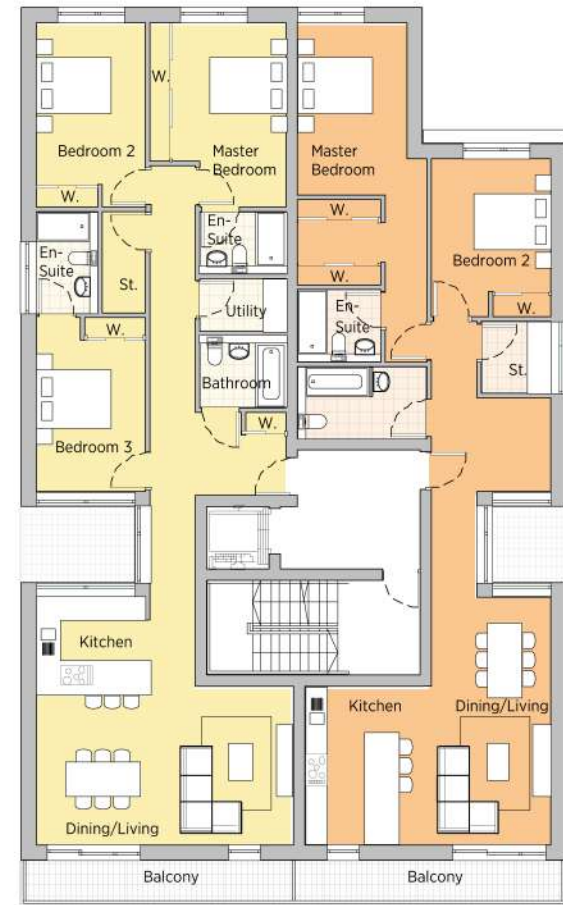 W.
Bedroom 2
Master
Bedroom
Master
Bedroom
W.
W.
En-
Suite
En-
Suite
St.
W.
Bedroom 2
W.
Utility
W.
En-
Suite
W.
St.
Bathroom
W.
Bedroom 3
Kitchen
Kitchen
Dining/Living
Dining/Living
Balcony
Balcony